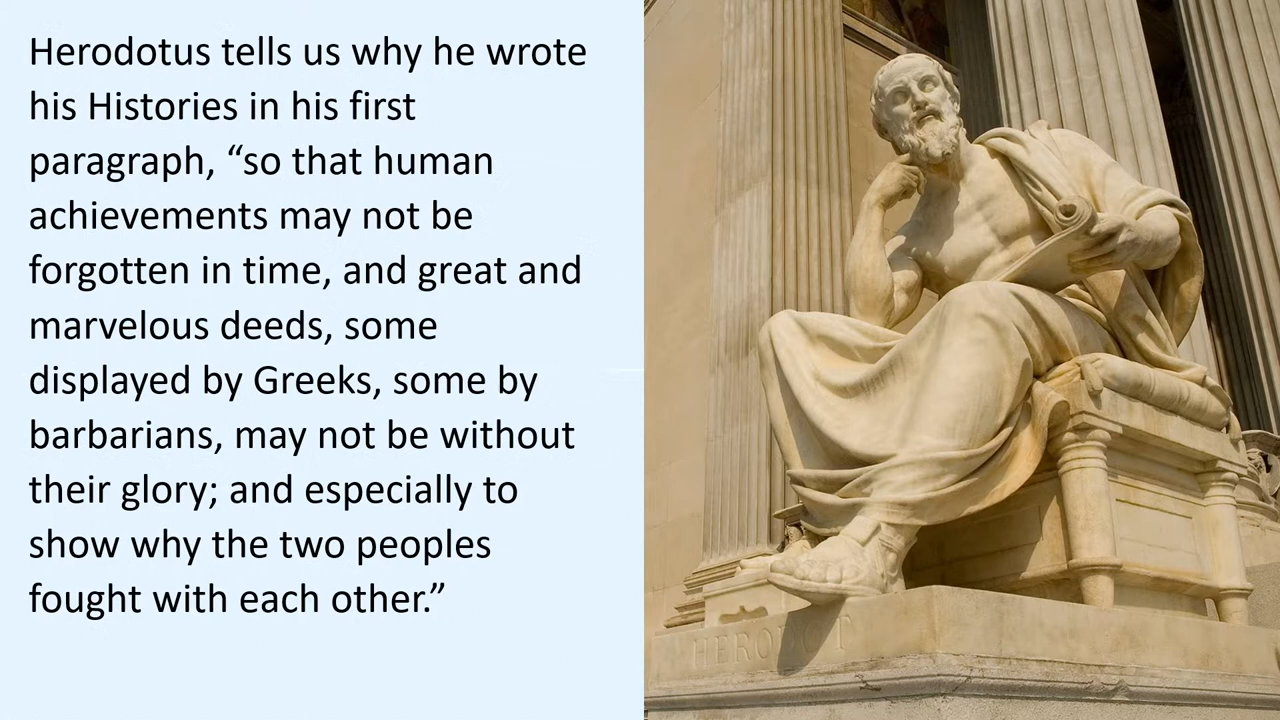 Herodotus tells us why he wrote
his Histories in his first
paragraph, “so that human
achievements may not be
forgotten in time, and great and
marvelous deeds, some
displayed by Greeks, some by
barbarians, may not be without
their glory; and especially to
show why the two peoples
fought with each other.”
HERODOT